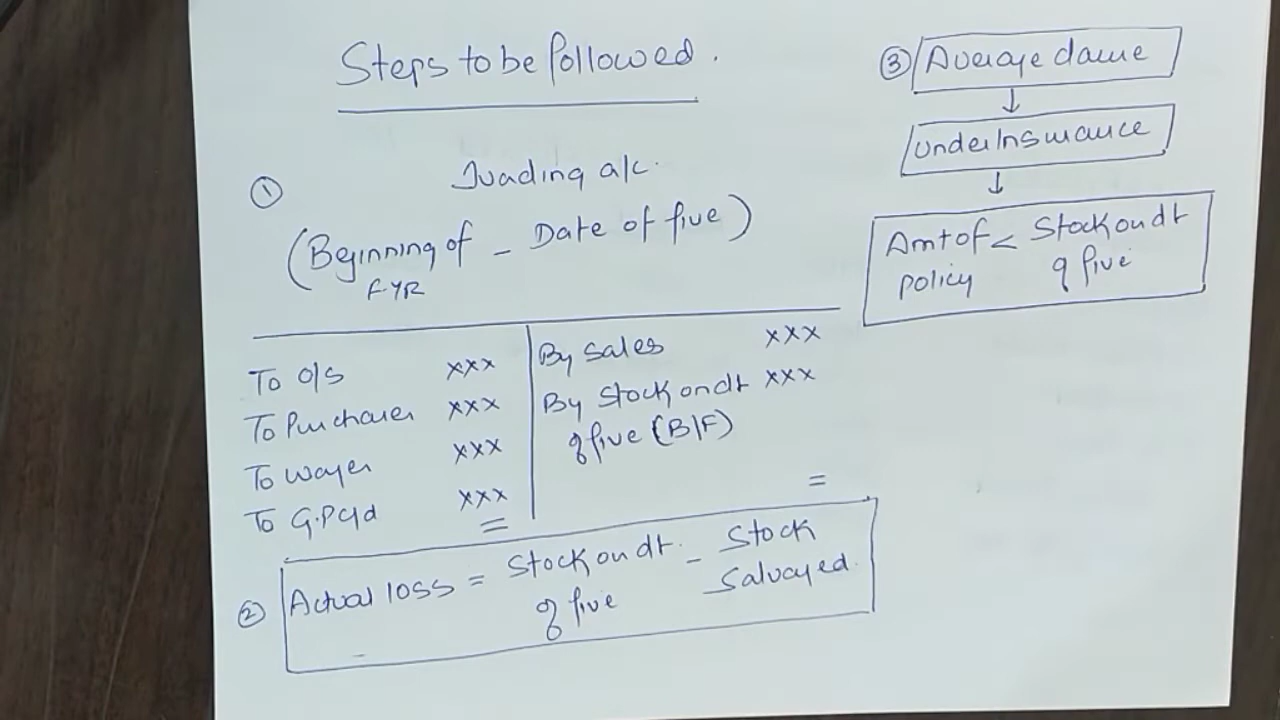 Steps to be followed.
① Trading a/c.
(Beginning of - Date of fire)
F YR
To O/S xxx
To Purchases xxx
To Wages xxx
To G.P c/d xxx
=
By Sales xxx
By Stock on dt xxx
of fire (B/F)
=
② Actual loss = Stock on dt. - Stock
of fire Salvaged.
③ Average clause
↓
Under Insurance
↓
Amt of < Stock on dt
policy of fire